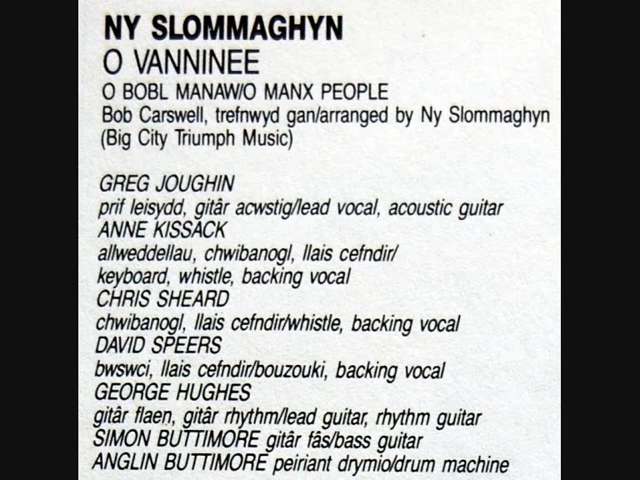 NY SLOMMAGHYN
O VANNINEE
O BOBL MANAW/O MANX PEOPLE
Bob Carswell, trefnwyd gan/arranged by Ny Slommaghyn
(Big City Triumph Music)
GREG JOUGHIN
prif leisydd, gitâr acwstig/lead vocal, acoustic guitar
ANNE KISSACK
allweddellau, chwibanogl, llais cefndir/
keyboard, whistle, backing vocal
CHRIS SHEARD
chwibanogl, llais cefndir/whistle, backing vocal
DAVID SPEERS
bwswci, llais cefndir/bouzouki, backing vocal
GEORGE HUGHES
gitâr flaen, gitâr rhythm/lead guitar, rhythm guitar
SIMON BUTTIMORE gitâr fâs/bass guitar
ANGLIN BUTTIMORE peiriant drymio/drum machine